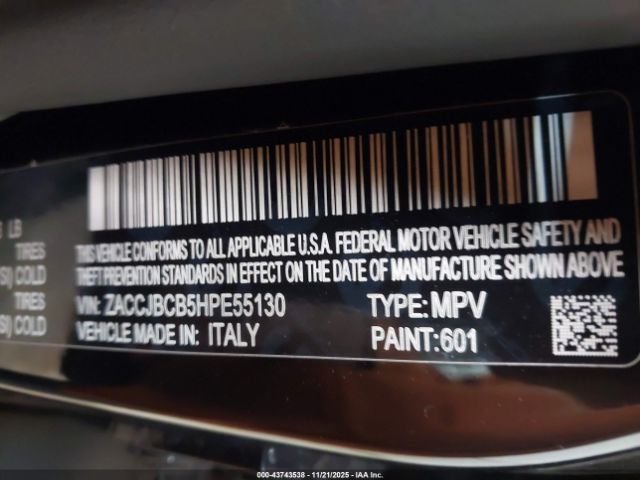 LB
THIS VEHICLE CONFORMS TO ALL APPLICABLE U.S.A. FEDERAL MOTOR VEHICLE SAFETY AND
TIRES
THEFT PREVENTION STANDARDS IN EFFECT ON THE DATE OF MANUFACTURE SHOWN ABOVE
SI) COLD
VIN: ZACCJBCB5HPE55130 TYPE: MPV
TIRES
VEHICLE MADE IN: ITALY PAINT:601
SI) COLD
000-43743538 - 11/21/2025 - IAA Inc.